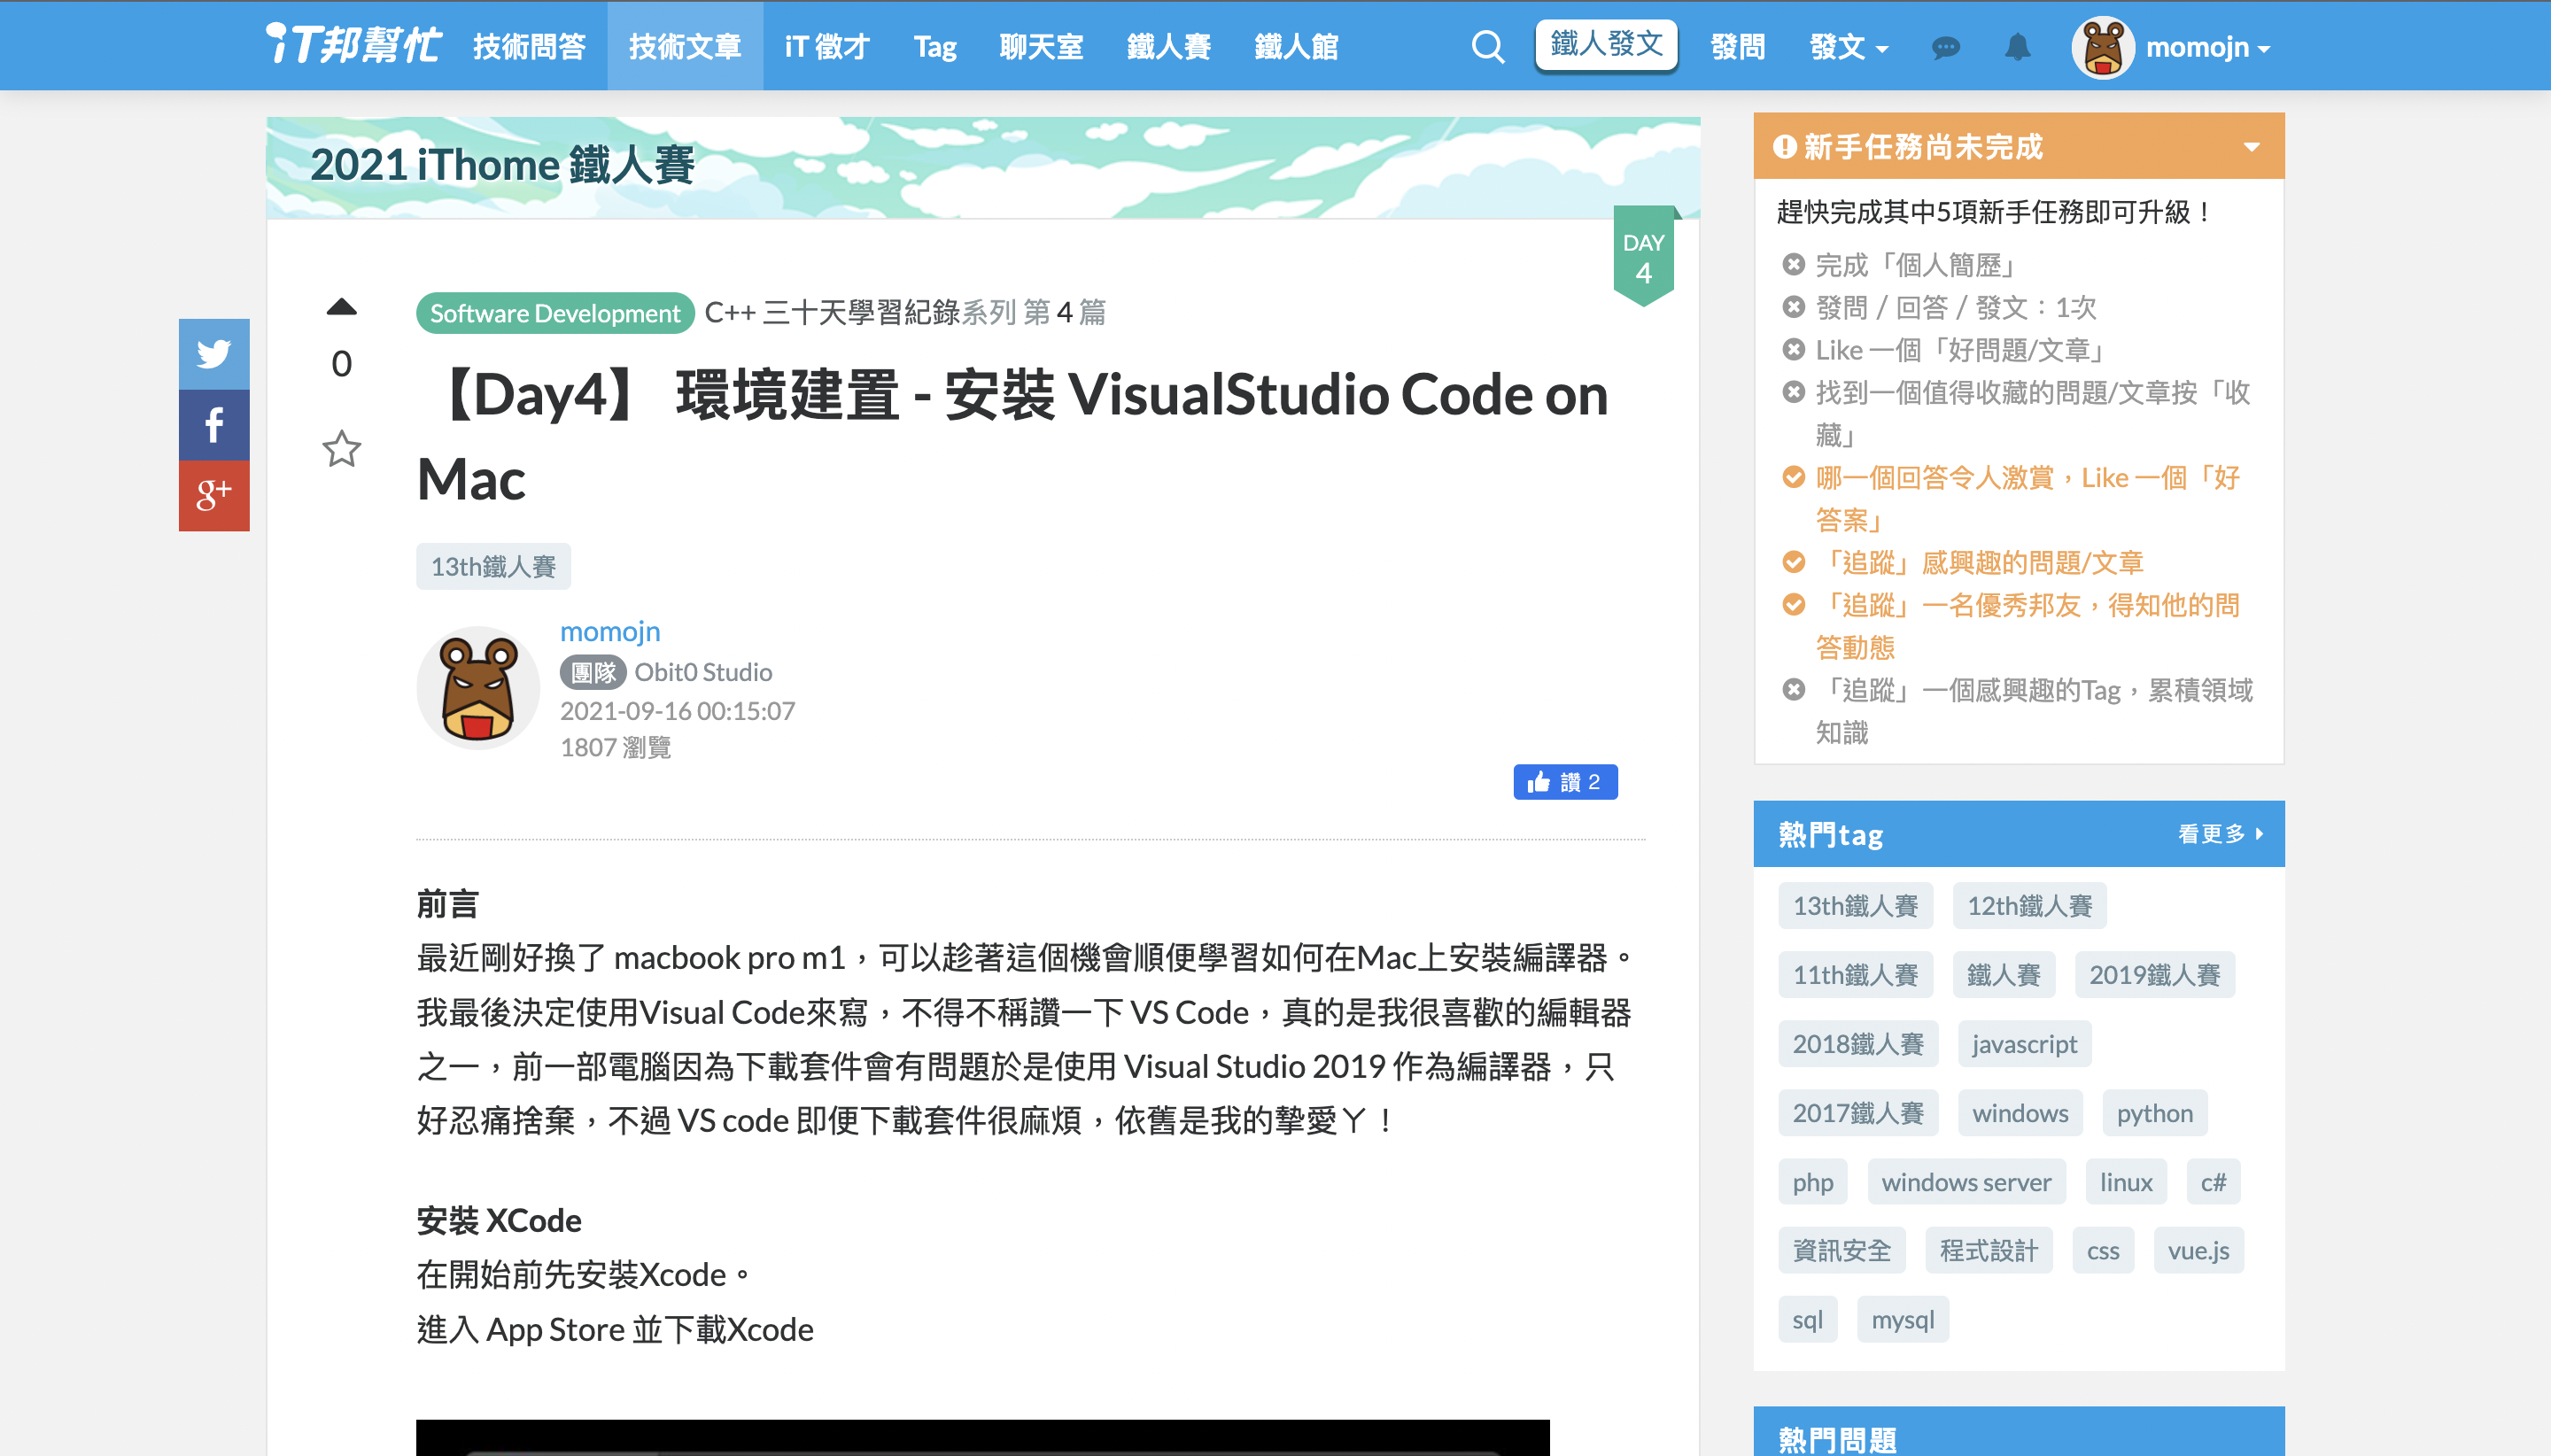 iT邦幫忙 技術問答 技術文章 iT 徵才 Tag 聊天室 鐵人賽 鐵人館 鐵人發文 發問 發文 momojn
2021 iThome 鐵人賽
DAY
4
0
Software Development C++ 三十天學習紀錄系列 第 4 篇
【Day4】 環境建置 - 安裝 VisualStudio Code on
Mac
13th鐵人賽
momojn
團隊 Obit0 Studio
2021-09-16 00:15:07
1807 瀏覽
讚 2
前言
最近剛好換了 macbook pro m1，可以趁著這個機會順便學習如何在Mac上安裝編譯器。
我最後決定使用Visual Code來寫，不得不稱讚一下 VS Code，真的是我很喜歡的編輯器
之一，前一部電腦因為下載套件會有問題於是使用 Visual Studio 2019 作為編譯器，只
好忍痛捨棄，不過 VS code 即便下載套件很麻煩，依舊是我的摯愛ㄚ！
安裝 XCode
在開始前先安裝Xcode。
進入 App Store 並下載Xcode
f
g+
新手任務尚未完成
趕快完成其中5項新手任務即可升級！
完成「個人簡歷」
發問 / 回答 / 發文：1次
Like 一個「好問題/文章」
找到一個值得收藏的問題/文章按「收
藏」
哪一個回答令人激賞，Like 一個「好
答案」
「追蹤」感興趣的問題/文章
「追蹤」一名優秀邦友，得知他的問
答動態
「追蹤」一個感興趣的Tag，累積領域
知識
熱門tag 看更多
13th鐵人賽 12th鐵人賽
11th鐵人賽 鐵人賽 2019鐵人賽
2018鐵人賽 javascript
2017鐵人賽 windows python
php windows server linux c#
資訊安全 程式設計 css vue.js
sql mysql
熱門問題